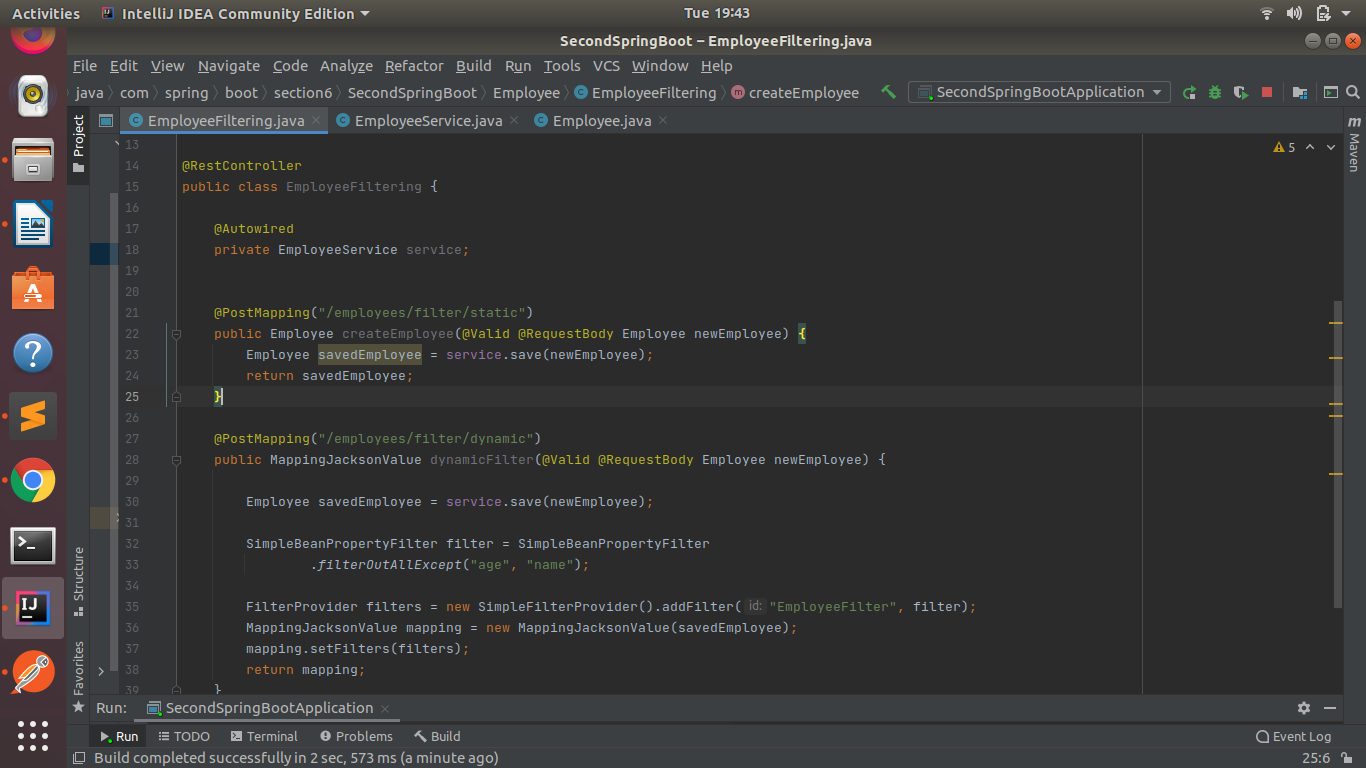 Activities IntelliJ IDEA Community Edition Tue 19:43
SecondSpringBoot – EmployeeFiltering.java
File Edit View Navigate Code Analyze Refactor Build Run Tools VCS Window Help
java com spring boot section6 SecondSpringBoot Employee EmployeeFiltering createEmployee SecondSpringBootApplication
Project EmployeeFiltering.java EmployeeService.java Employee.java Maven
13 5
14 @RestController
15 public class EmployeeFiltering {
16
17 @Autowired
18 private EmployeeService service;
19
20
21 @PostMapping("/employees/filter/static")
22 public Employee createEmployee(@Valid @RequestBody Employee newEmployee) {
23 Employee savedEmployee = service.save(newEmployee);
24 return savedEmployee;
25 }
26
27 @PostMapping("/employees/filter/dynamic")
28 public MappingJacksonValue dynamicFilter(@Valid @RequestBody Employee newEmployee) {
29
30 Employee savedEmployee = service.save(newEmployee);
31
32 SimpleBeanPropertyFilter filter = SimpleBeanPropertyFilter
33 .filterOutAllExcept("age", "name");
34
35 FilterProvider filters = new SimpleFilterProvider().addFilter( id: "EmployeeFilter", filter);
36 MappingJacksonValue mapping = new MappingJacksonValue(savedEmployee);
37 mapping.setFilters(filters);
38 return mapping;
39 }
Structure
Favorites
Run: SecondSpringBootApplication
Run TODO Terminal Problems Build Event Log
Build completed successfully in 2 sec, 573 ms (a minute ago) 25:6